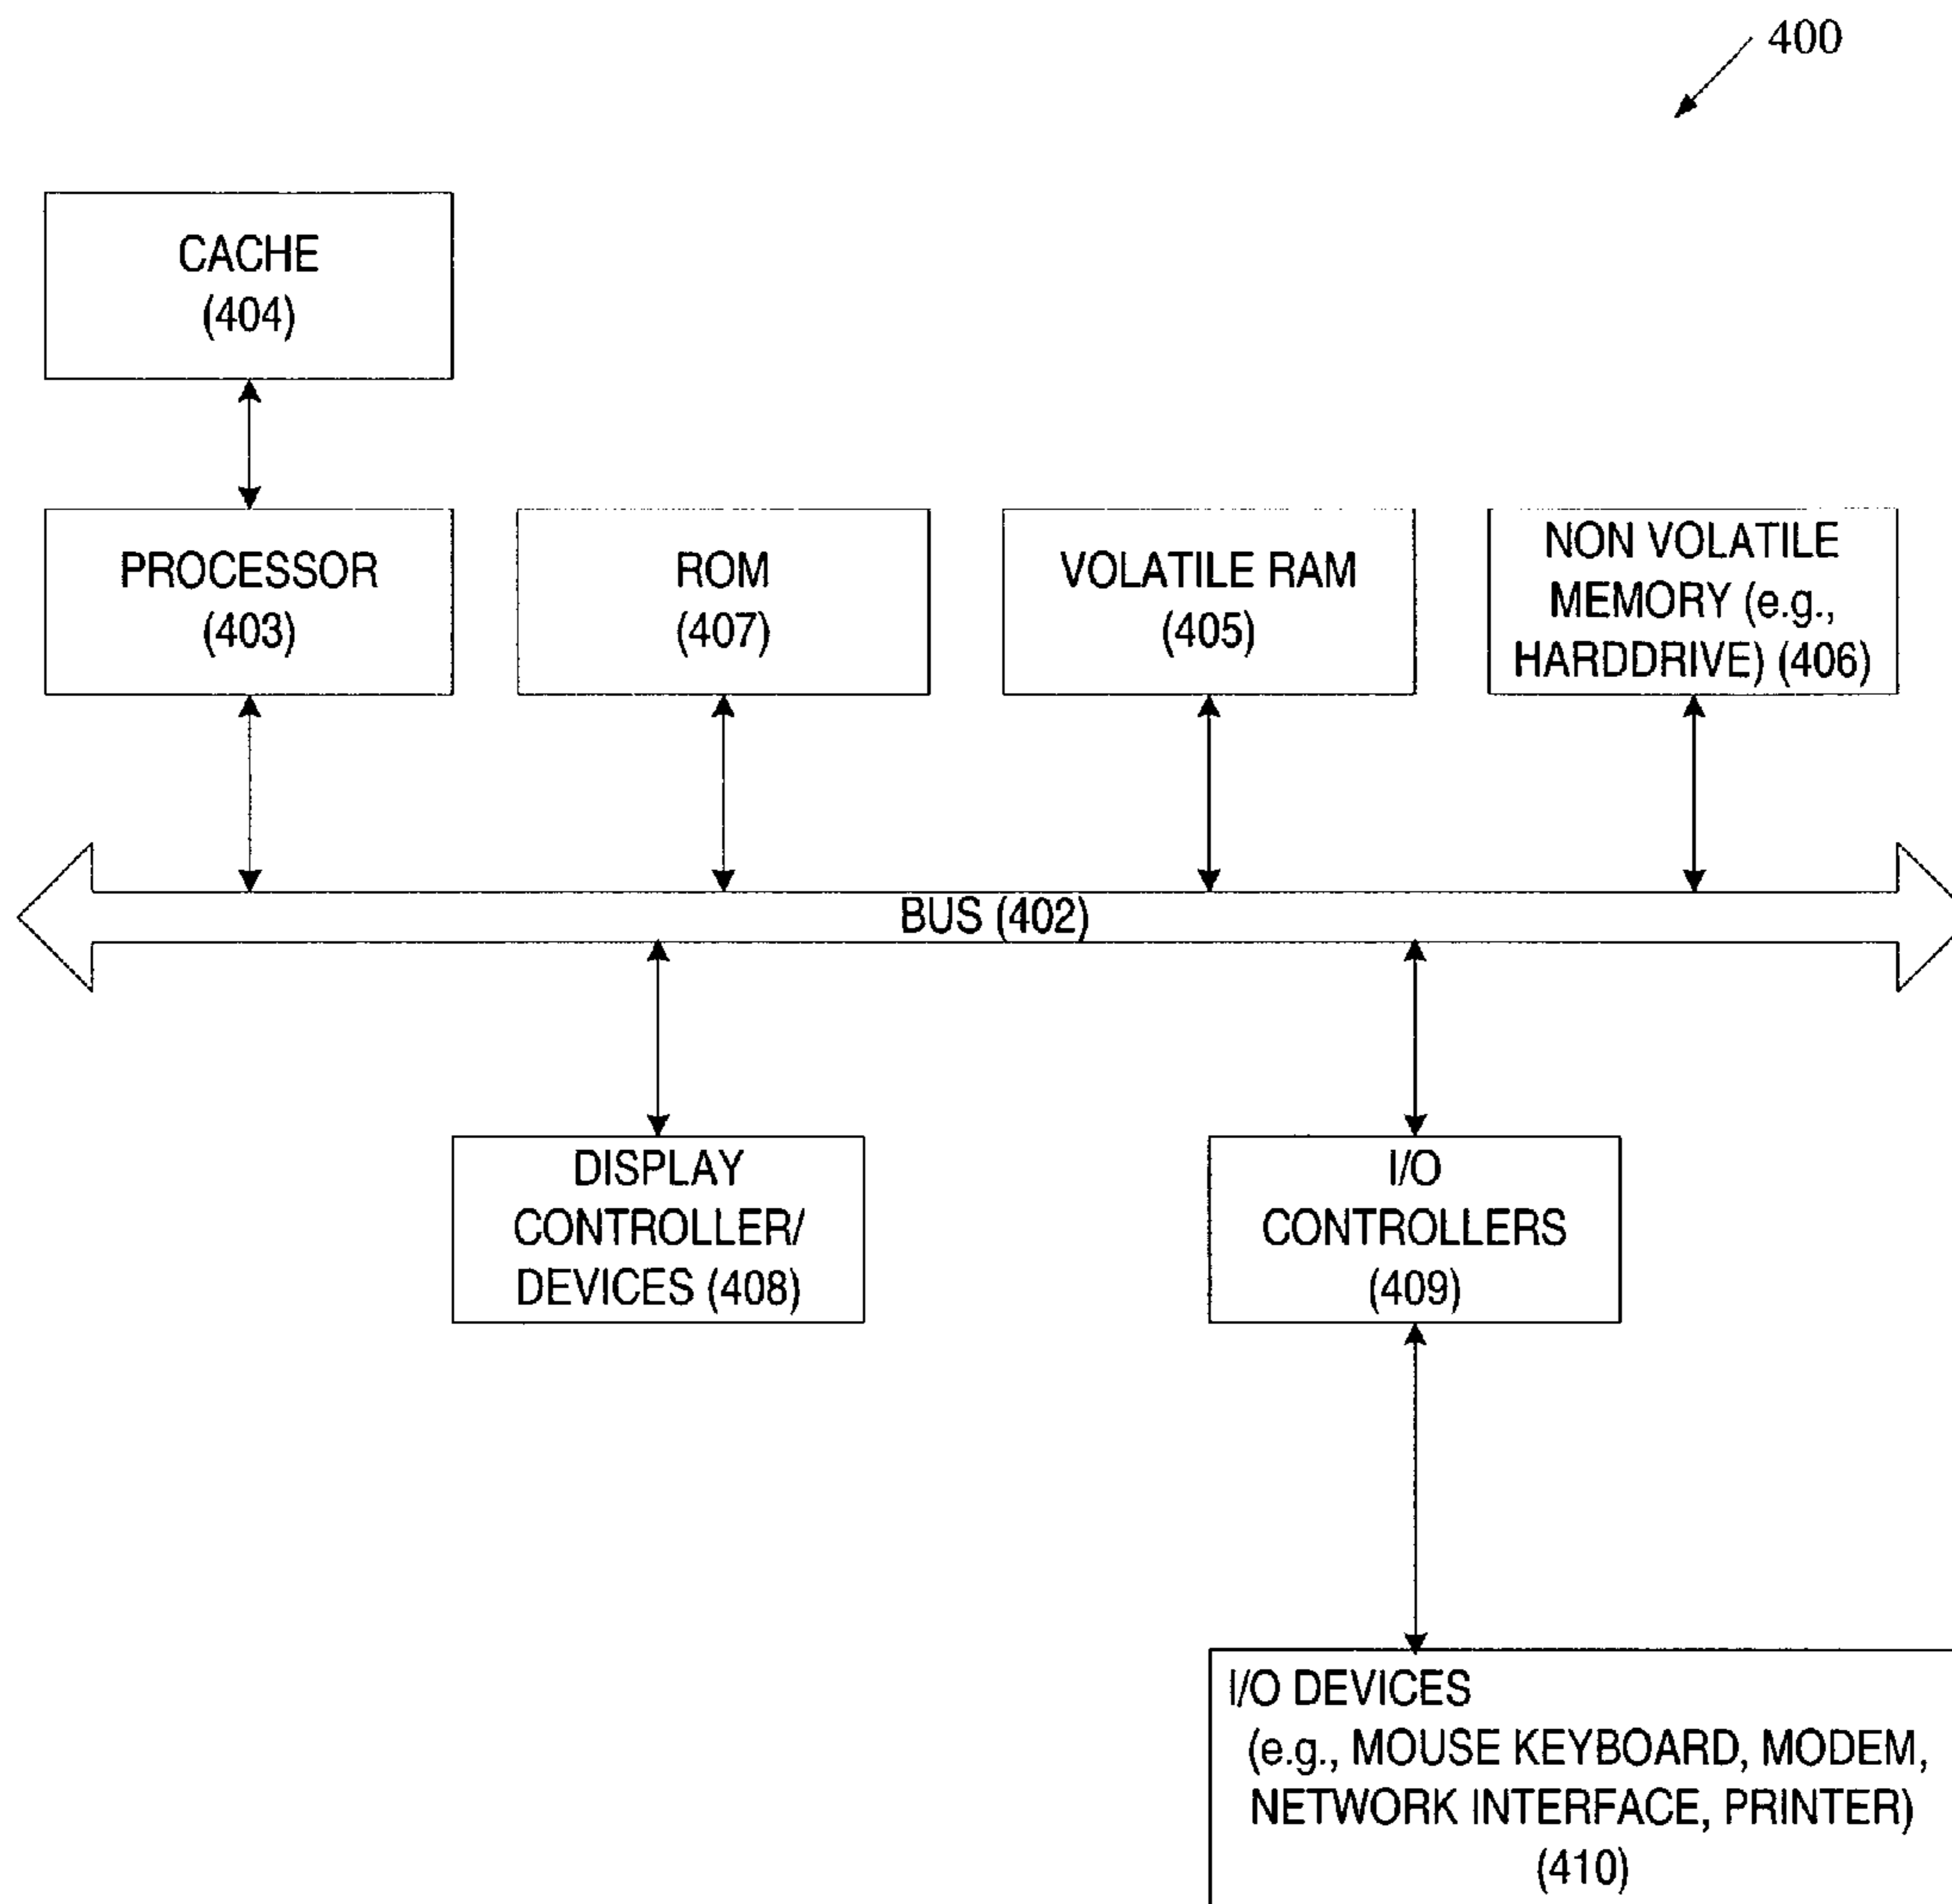 400
CACHE
(404)
PROCESSOR
(403)
ROM
(407)
VOLATILE RAM
(405)
NON VOLATILE
MEMORY (e.g.,
HARDDRIVE) (406)
BUS (402)
DISPLAY
CONTROLLER/
DEVICES (408)
I/O
CONTROLLERS
(409)
I/O DEVICES
(e.g., MOUSE KEYBOARD, MODEM,
NETWORK INTERFACE, PRINTER)
(410)